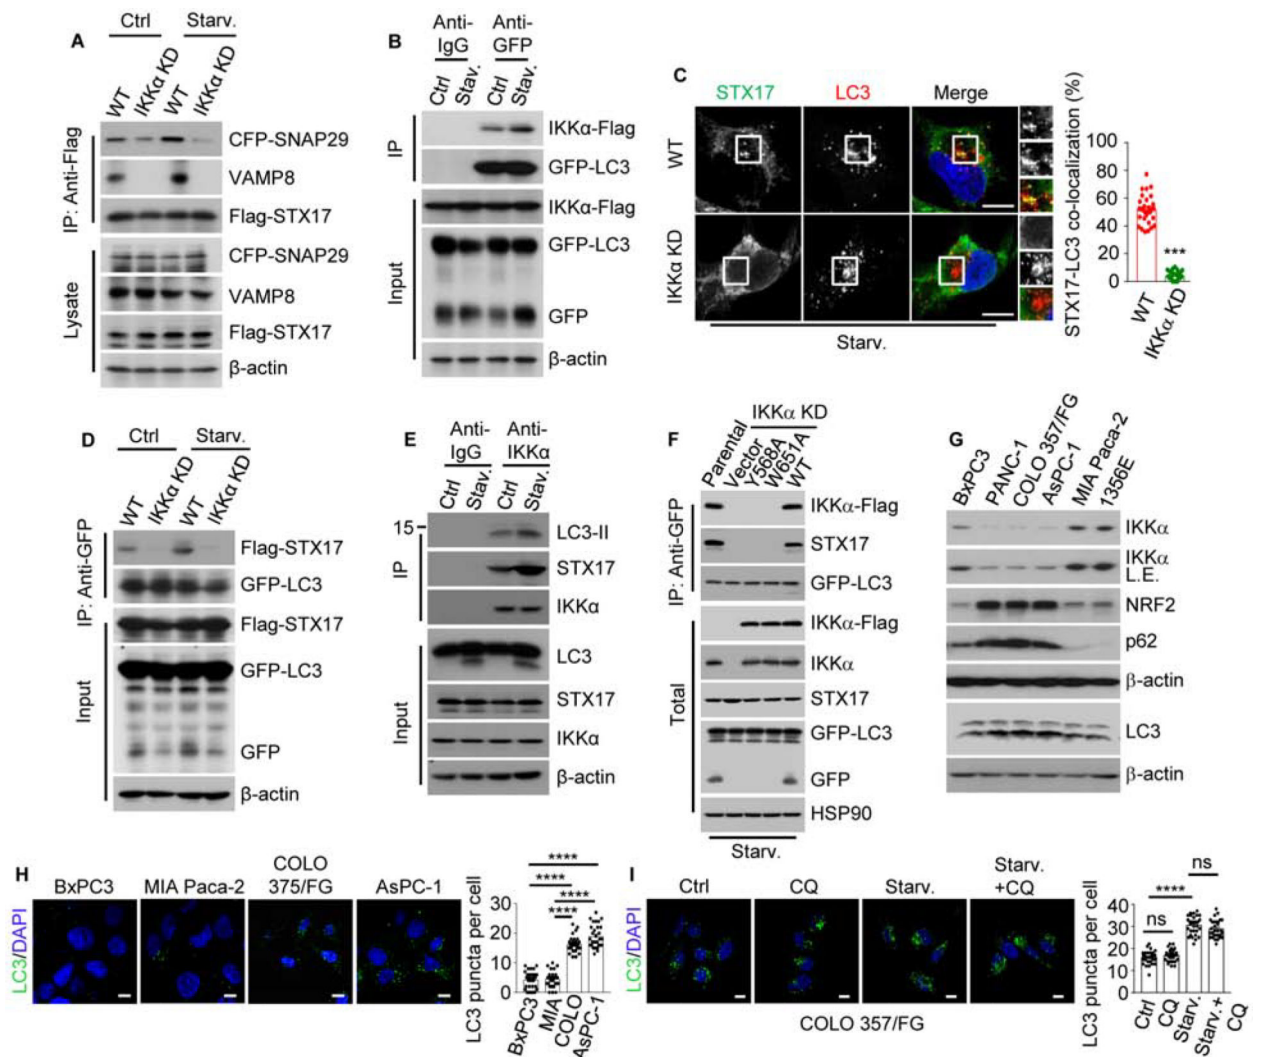 A
Ctrl
Starv.
WT
IKKα KD
WT
IKKα KD
IP: Anti-Flag
CFP-SNAP29
VAMP8
Flag-STX17
Lysate
CFP-SNAP29
VAMP8
Flag-STX17
β-actin
B
Anti-
IgG
Anti-
GFP
Ctrl
Stav.
Ctrl
Stav.
IP
IKKα-Flag
GFP-LC3
Input
IKKα-Flag
GFP-LC3
GFP
β-actin
C
STX17
LC3
Merge
WT
IKKα KD
Starv.
STX17-LC3 co-localization (%)
100
80
60
40
20
0
***
WT
IKKα KD
D
Ctrl
Starv.
WT
IKKα KD
WT
IKKα KD
IP: Anti-GFP
Flag-STX17
GFP-LC3
Input
Flag-STX17
GFP-LC3
GFP
β-actin
E
Anti-
IgG
Anti-
IKKα
Ctrl
Stav.
Ctrl
Stav.
15
IP
LC3-II
STX17
IKKα
Input
LC3
STX17
IKKα
β-actin
F
IKKα KD
Parental
Vector
Y568A
W651A
WT
IP: Anti-GFP
IKKα-Flag
STX17
GFP-LC3
Total
IKKα-Flag
IKKα
STX17
GFP-LC3
GFP
HSP90
Starv.
G
BxPC3
PANC-1
COLO 357/FG
AsPC-1
MIA Paca-2
1356E
IKKα
IKKα
L.E.
NRF2
p62
β-actin
LC3
β-actin
H
BxPC3
MIA Paca-2
COLO
375/FG
AsPC-1
LC3/DAPI
LC3 puncta per cell
30
20
10
0
****
****
****
****
BxPC3
MIA
COLO
AsPC-1
I
Ctrl
CQ
Starv.
Starv.
+CQ
LC3/DAPI
COLO 357/FG
LC3 puncta per cell
40
30
20
10
0
ns
****
ns
Ctrl
CQ
Starv.
Starv.+
CQ